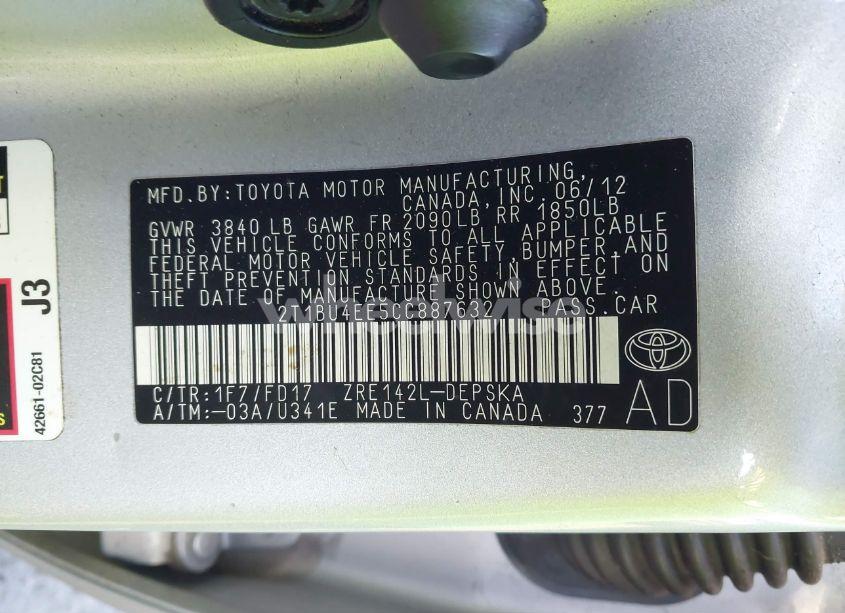 MFD.BY:TOYOTA MOTOR MANUFACTURING,
CANADA,INC. 06/12
GVWR 3840 LB GAWR FR 2090LB RR 1850LB
THIS VEHICLE CONFORMS TO ALL APPLICABLE
FEDERAL MOTOR VEHICLE SAFETY,BUMPER,AND
THEFT PREVENTION STANDARDS IN EFFECT ON
THE DATE OF MANUFACTURE SHOWN ABOVE.
2T1BU4EE5CC887632 PASS.CAR
C/TR:1F7/FD17 ZRE142L-DEPSKA
A/TM:-03A/U341E MADE IN CANADA 377
AD
J3
42661-02C81
wheelwise